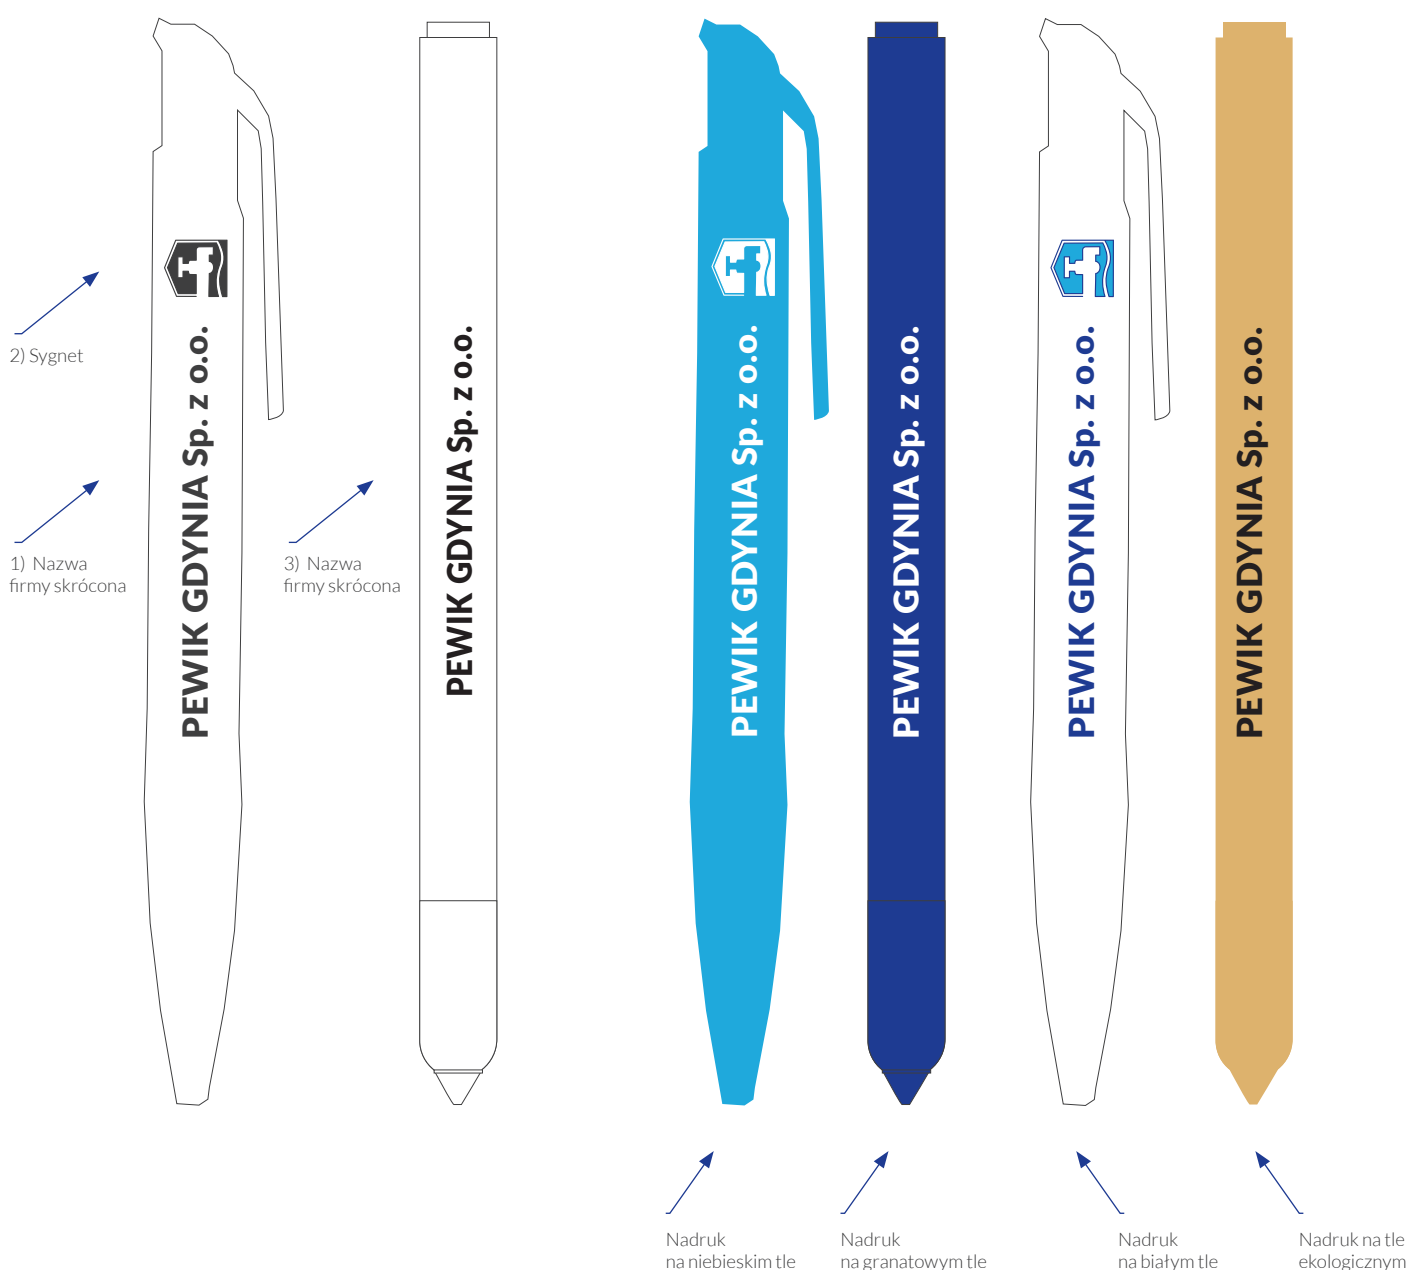 2) Sygnet
1) Nazwa
firmy skrócona
PEWIK GDYNIA Sp. z o.o.
3) Nazwa
firmy skrócona
PEWIK GDYNIA Sp. z o.o.
PEWIK GDYNIA Sp. z o.o.
PEWIK GDYNIA Sp. z o.o.
PEWIK GDYNIA Sp. z o.o.
PEWIK GDYNIA Sp. z o.o.
Nadruk
na niebieskim tle
Nadruk
na granatowym tle
Nadruk
na białym tle
Nadruk na tle
ekologicznym